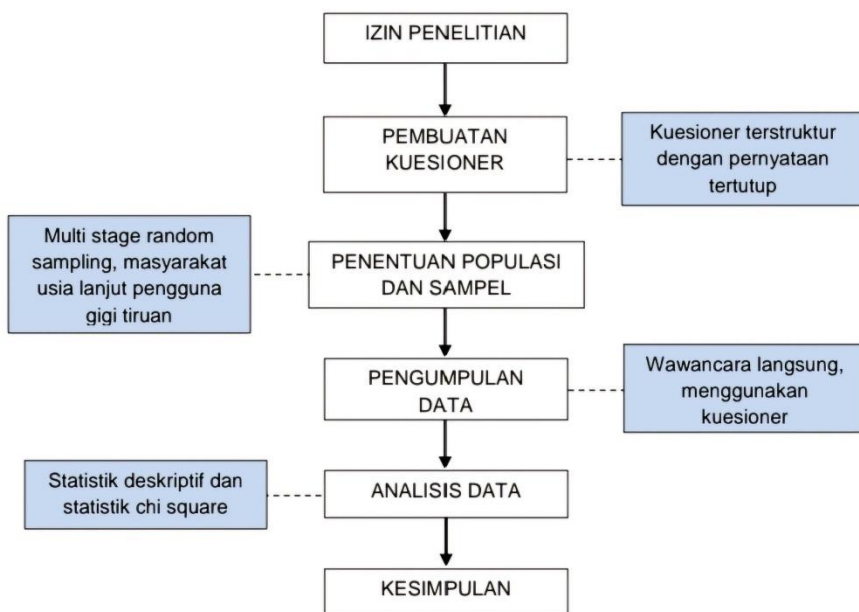 IZIN PENELITIAN
PEMBUATAN
KUESIONER
Kuesioner terstruktur
dengan pernyataan
tertutup
Multi stage random
sampling, masyarakat
usia lanjut pengguna
gigi tiruan
PENENTUAN POPULASI
DAN SAMPEL
PENGUMPULAN
DATA
Wawancara langsung,
menggunakan
kuesioner
Statistik deskriptif dan
statistik chi square
ANALISIS DATA
KESIMPULAN